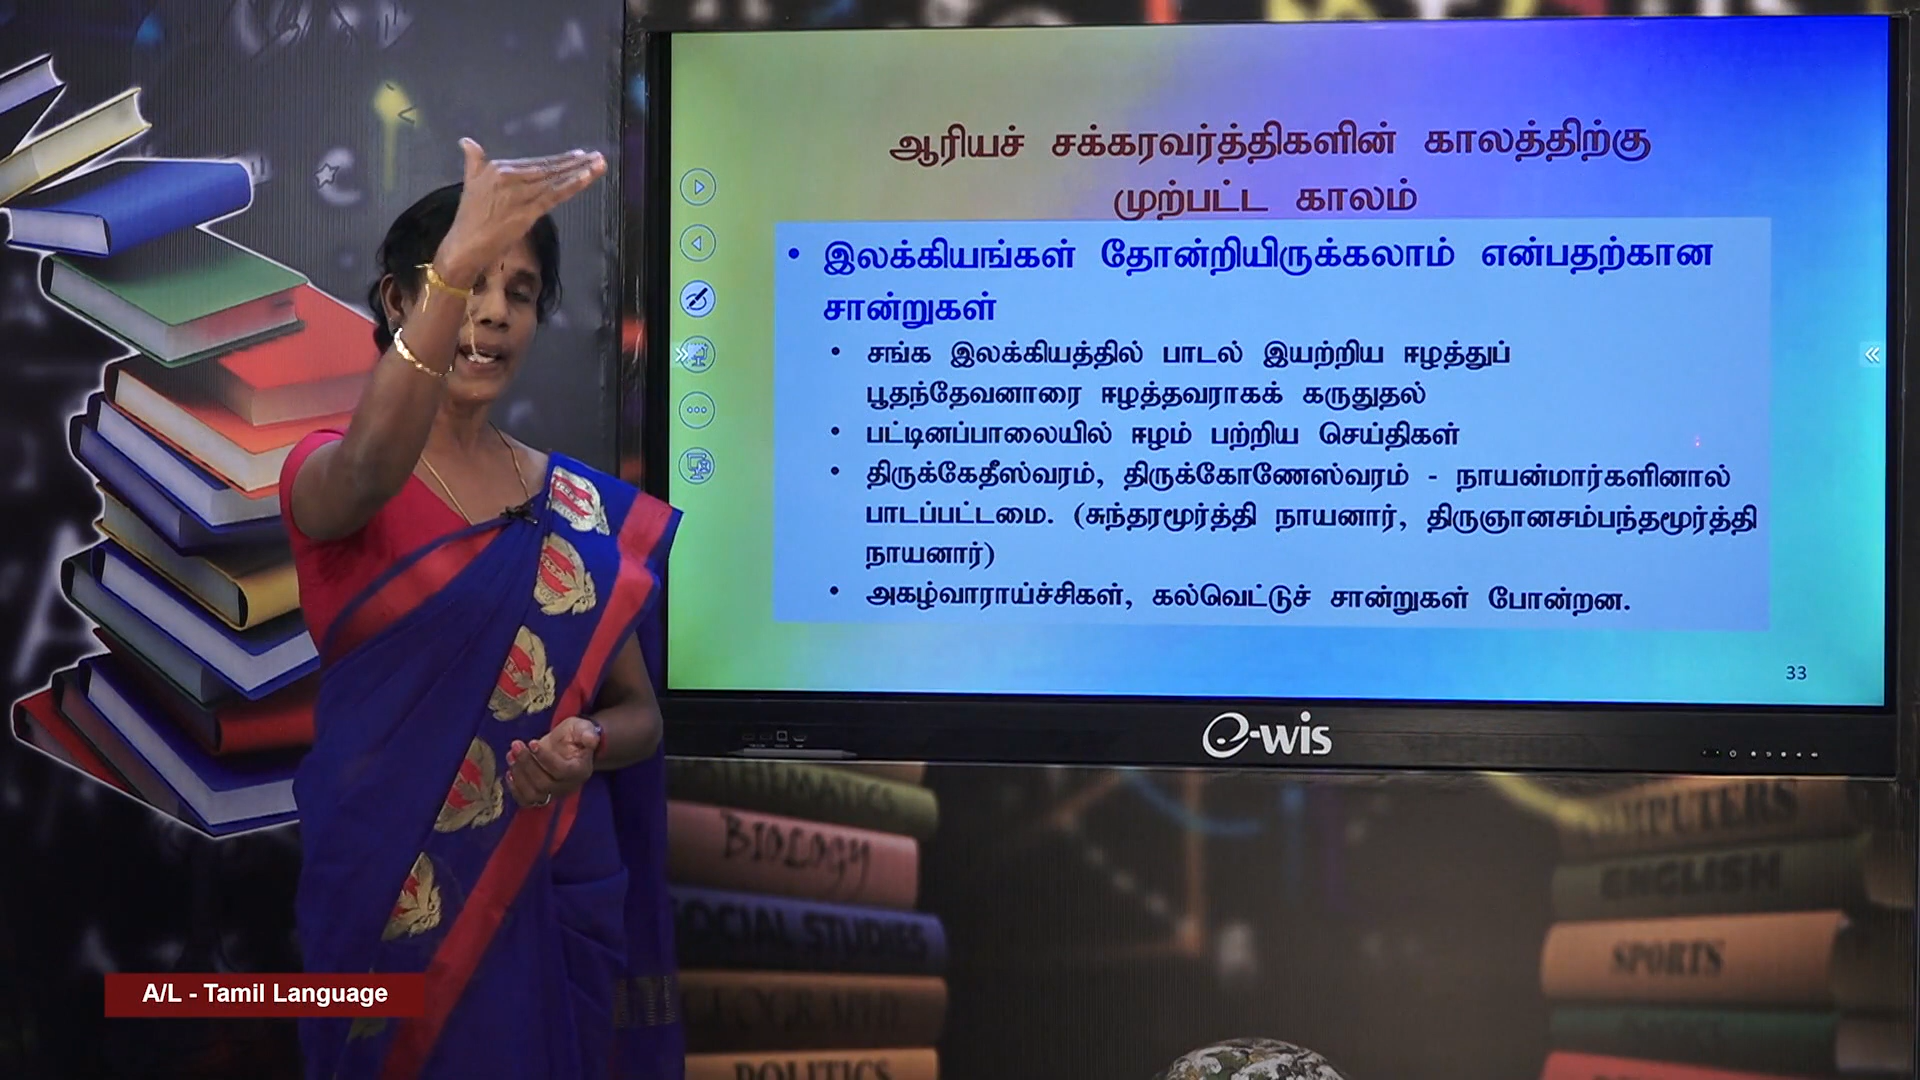 ஆரியச் சக்கரவர்த்திகளின் காலத்திற்கு
முற்பட்ட காலம்
• இலக்கியங்கள் தோன்றியிருக்கலாம் என்பதற்கான
சான்றுகள்
• சங்க இலக்கியத்தில் பாடல் இயற்றிய ஈழத்துப்
பூதந்தேவனாரை ஈழத்தவராகக் கருதுதல்
• பட்டினப்பாலையில் ஈழம் பற்றிய செய்திகள்
• திருக்கேதீஸ்வரம், திருக்கோணேஸ்வரம் - நாயன்மார்களினால்
பாடப்பட்டமை. (சுந்தரமூர்த்தி நாயனார், திருஞானசம்பந்தமூர்த்தி
நாயனார்)
• அகழ்வாராய்ச்சிகள், கல்வெட்டுச் சான்றுகள் போன்றன.
33
e-wis
MATHEMATICS
BIOLOGY
SOCIAL STUDIES
GEOGRAPHY
POLITICS
COMPUTERS
ENGLISH
SPORTS
A/L - Tamil Language